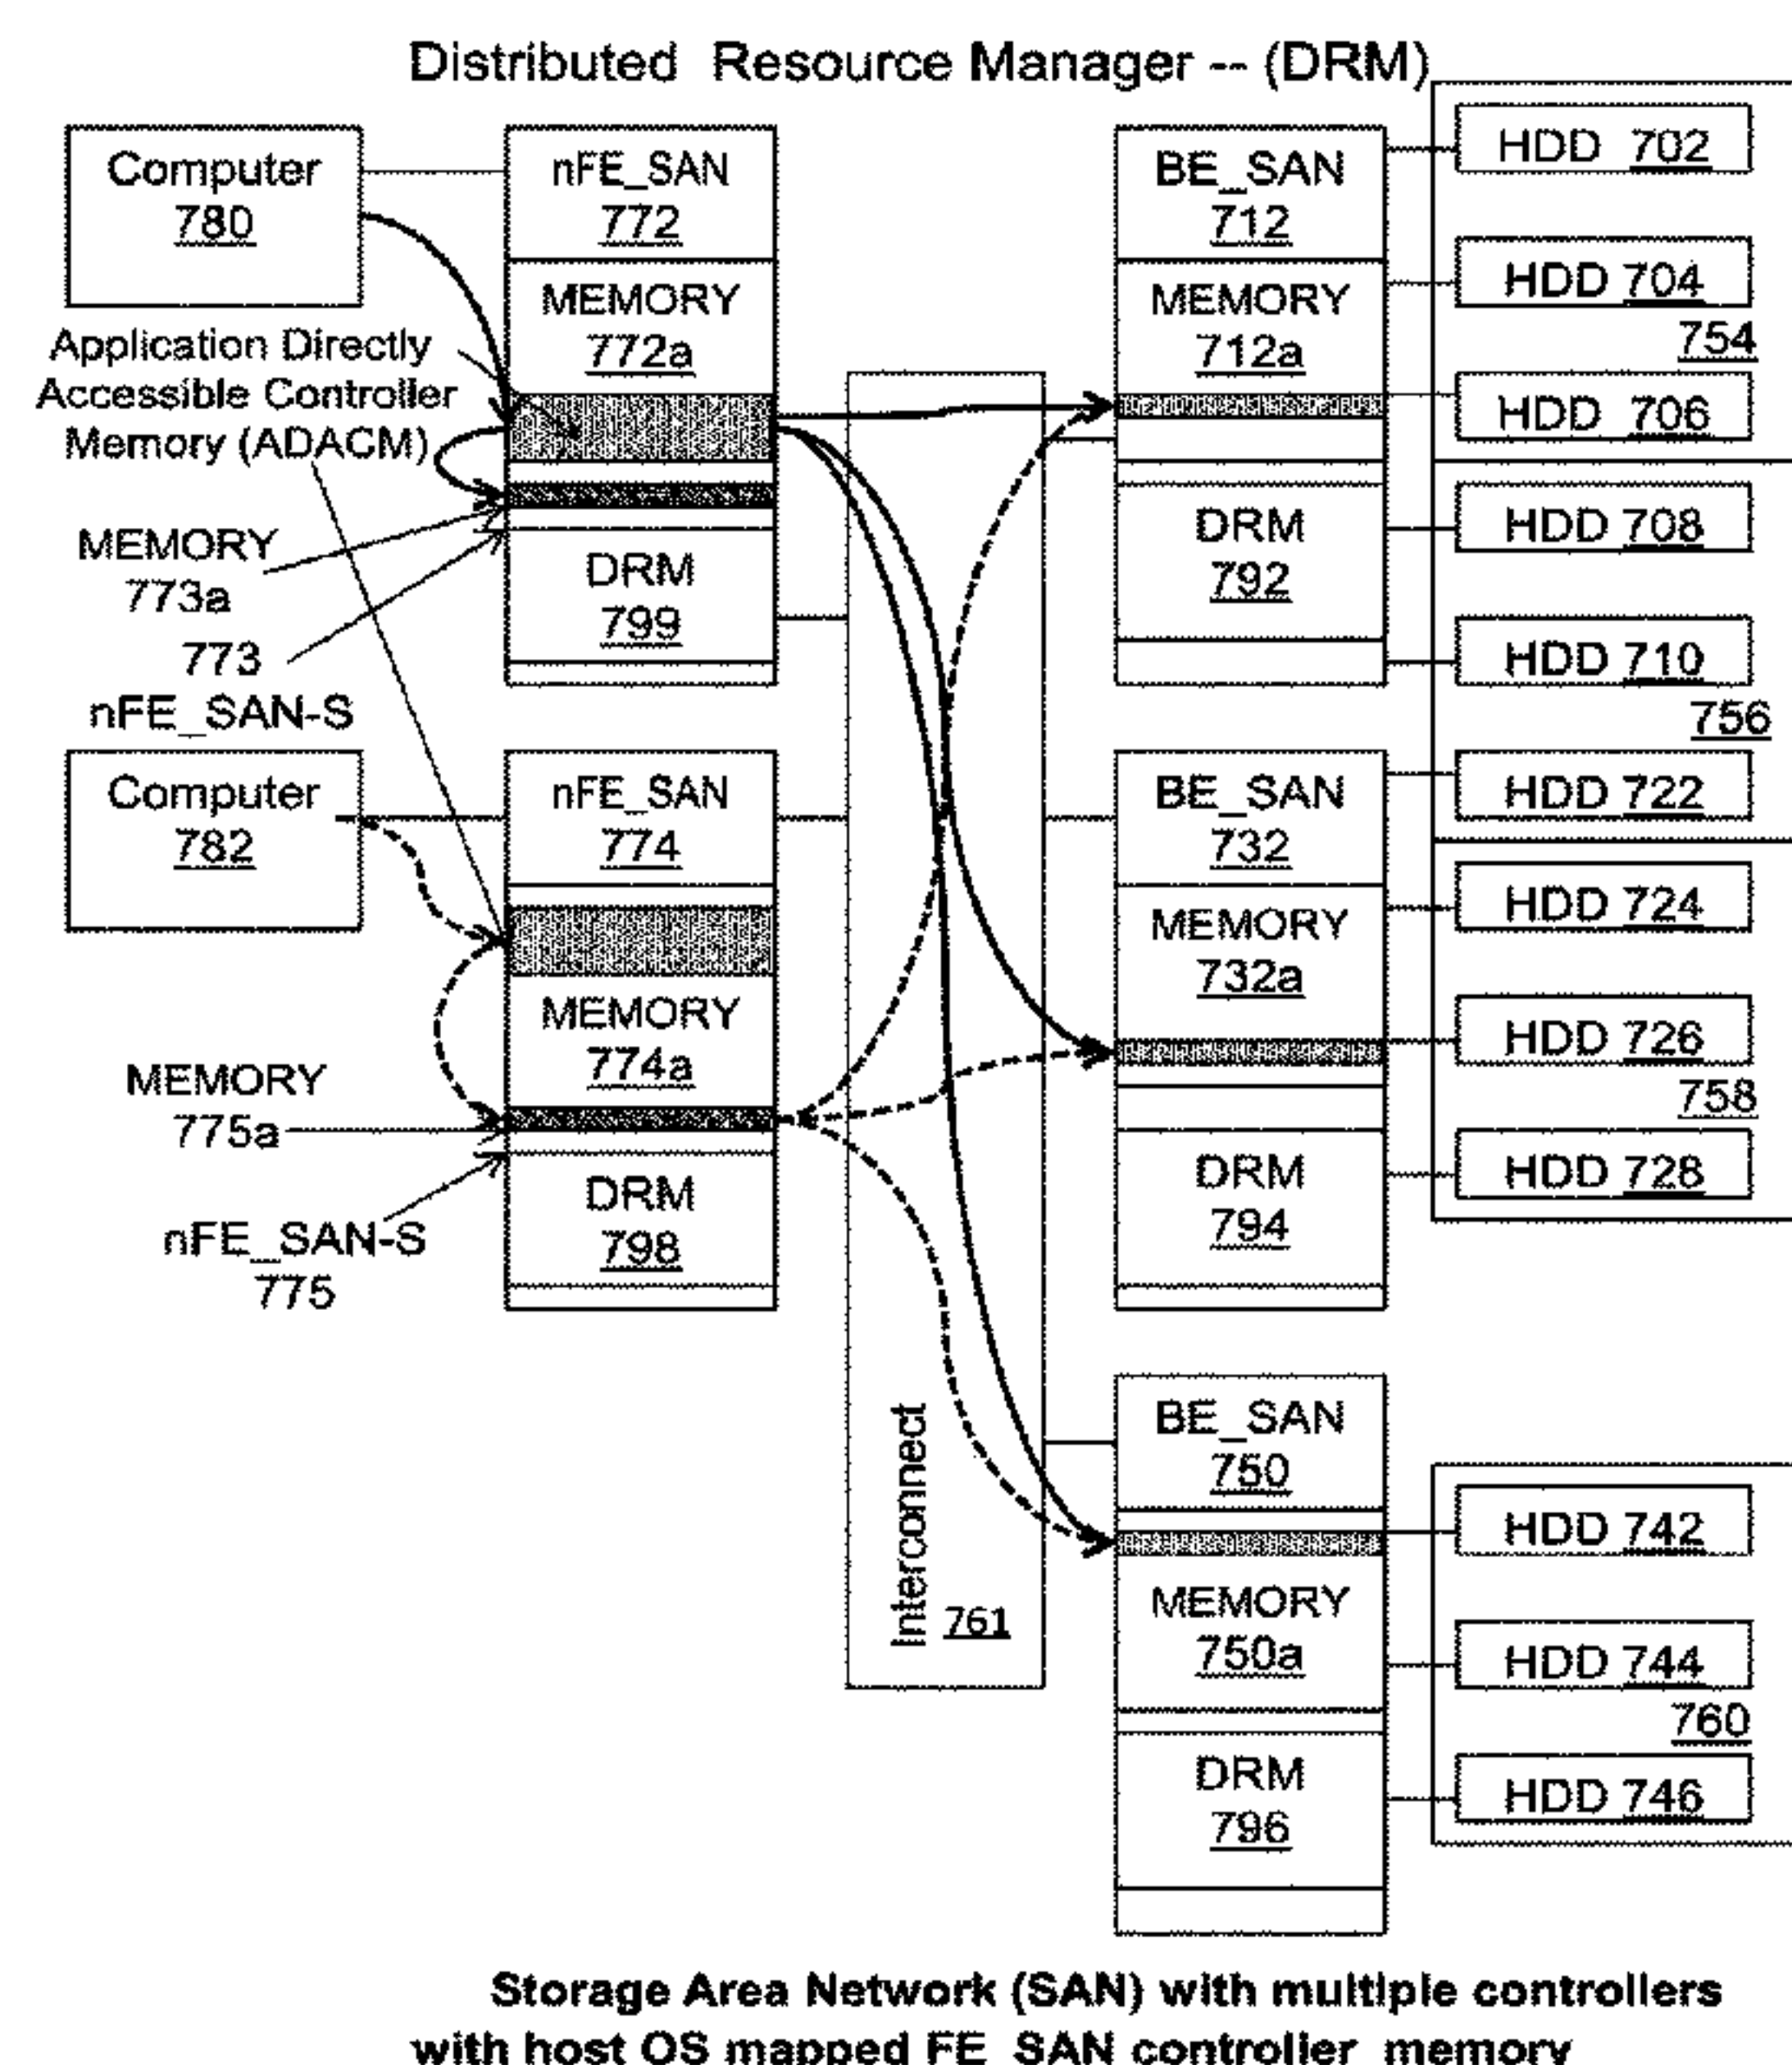 Distributed Resource Manager -- (DRM)
Computer
780
Application Directly
Accessible Controller
Memory (ADACM)
MEMORY
773a
773
nFE_SAN-S
Computer
782
MEMORY
775a
nFE_SAN-S
775
nFE_SAN
772
MEMORY
772a
DRM
799
nFE_SAN
774
MEMORY
774a
DRM
798
Interconnect
761
BE_SAN
712
MEMORY
712a
DRM
792
BE_SAN
732
MEMORY
732a
DRM
794
BE_SAN
750
MEMORY
750a
DRM
796
HDD 702
HDD 704
754
HDD 706
HDD 708
HDD 710
756
HDD 722
HDD 724
HDD 726
758
HDD 728
HDD 742
HDD 744
760
HDD 746
Storage Area Network (SAN) with multiple controllers
with host OS mapped FE_SAN controller memory